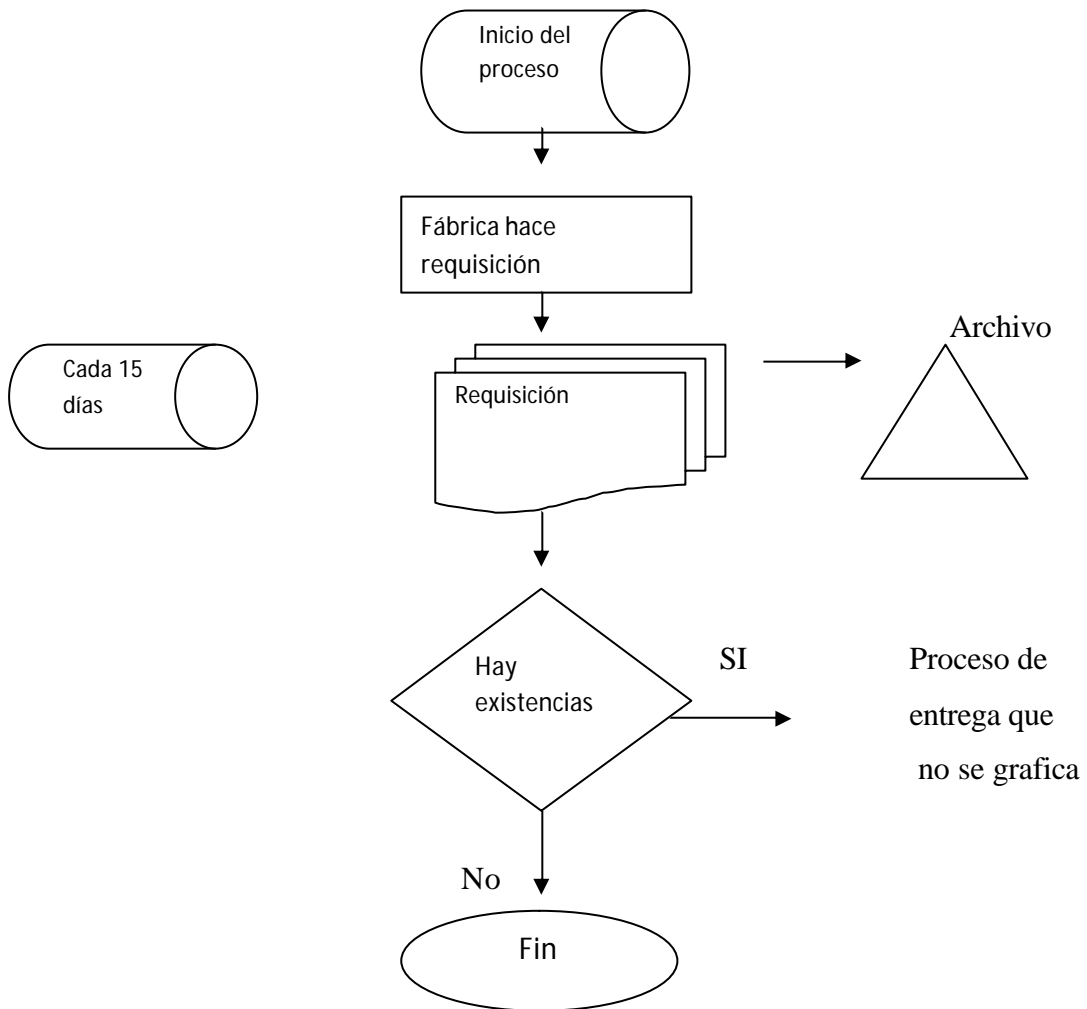 Inicio del
proceso
Fábrica hace
requisición
Archivo
Cada 15
días
Requisición
Hay
existencias
SI
Proceso de
entrega que
no se grafica
No
Fin